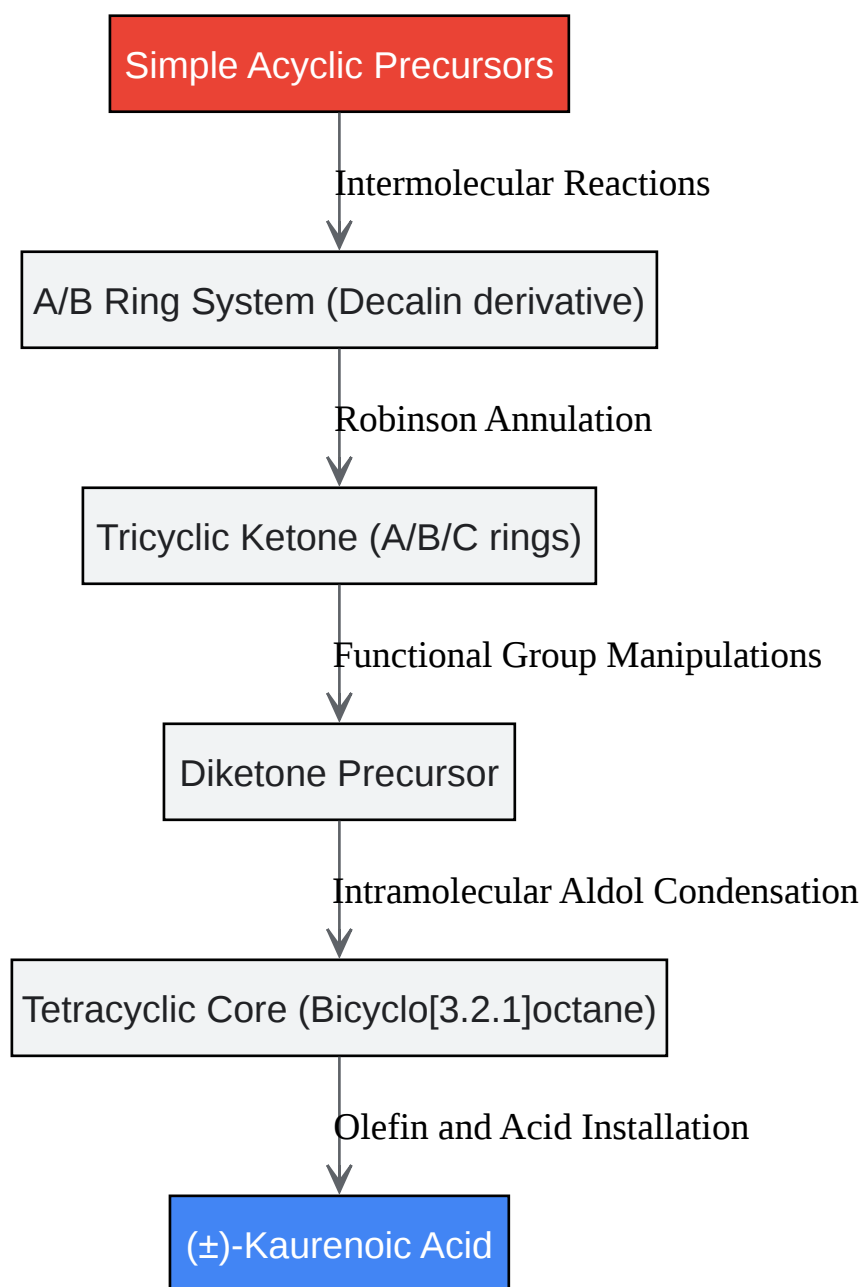 Simple Acyclic Precursors
Intermolecular Reactions
A/B Ring System (Decalin derivative)
Robinson Annulation
Tricyclic Ketone (A/B/C rings)
Functional Group Manipulations
Diketone Precursor
Intramolecular Aldol Condensation
Tetracyclic Core (Bicyclo[3.2.1]octane)
Olefin and Acid Installation
(±)-Kaurenoic Acid